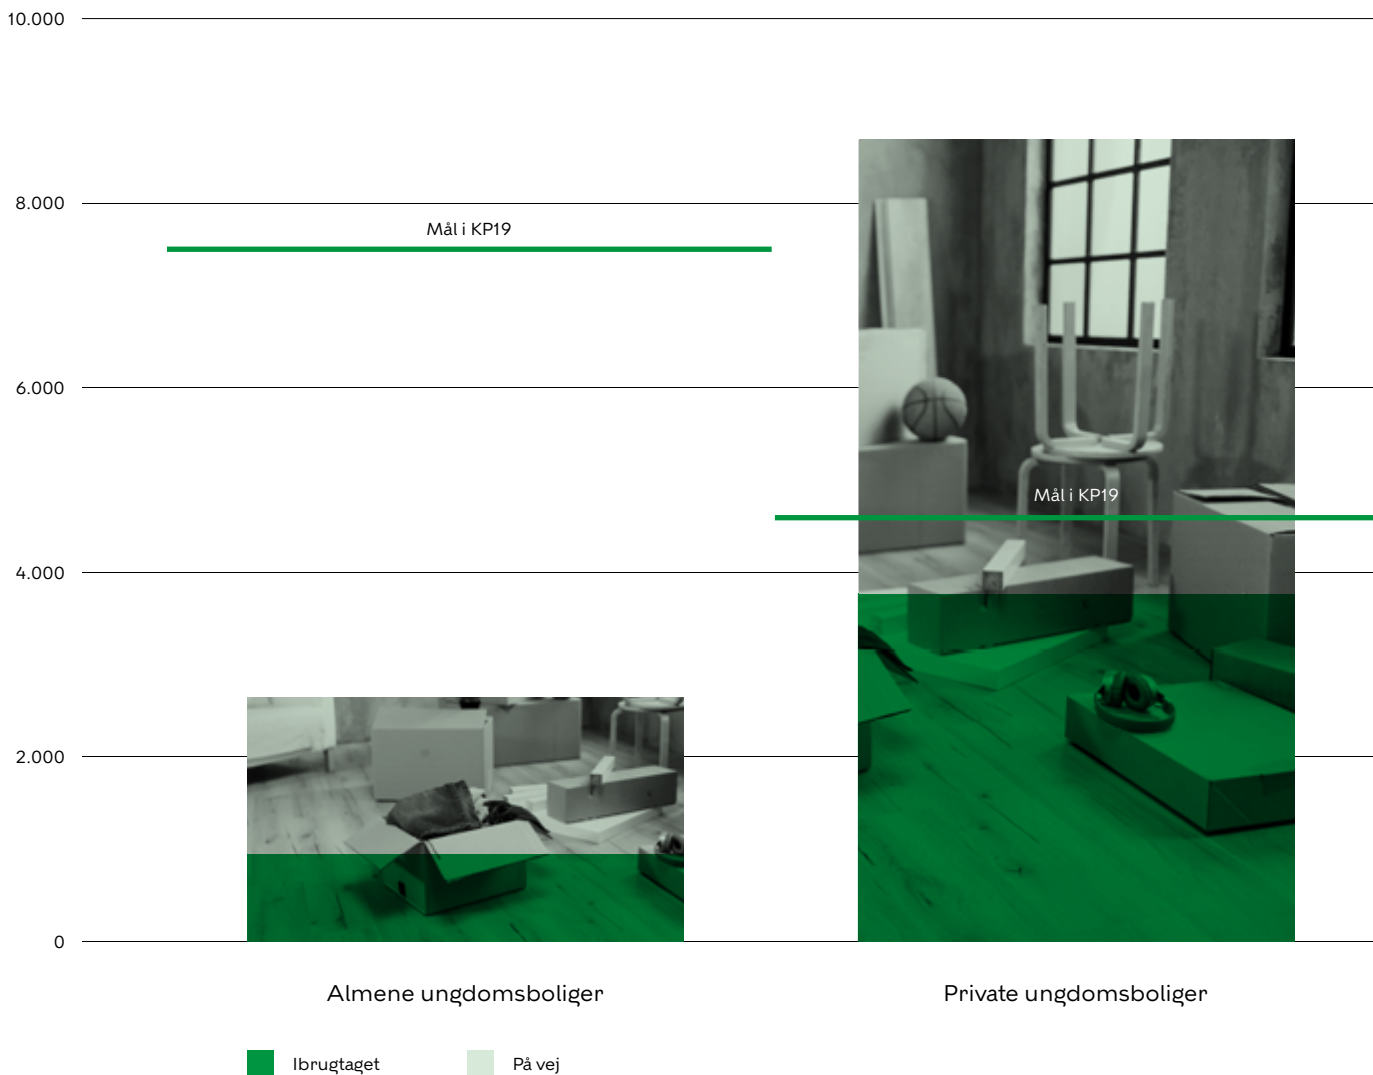 10.000
8.000
Mål i KP19
6.000
Mål i KP19
4.000
2.000
0
Almene ungdomsboliger
Private ungdomsboliger
Ibrugtaget
På vej